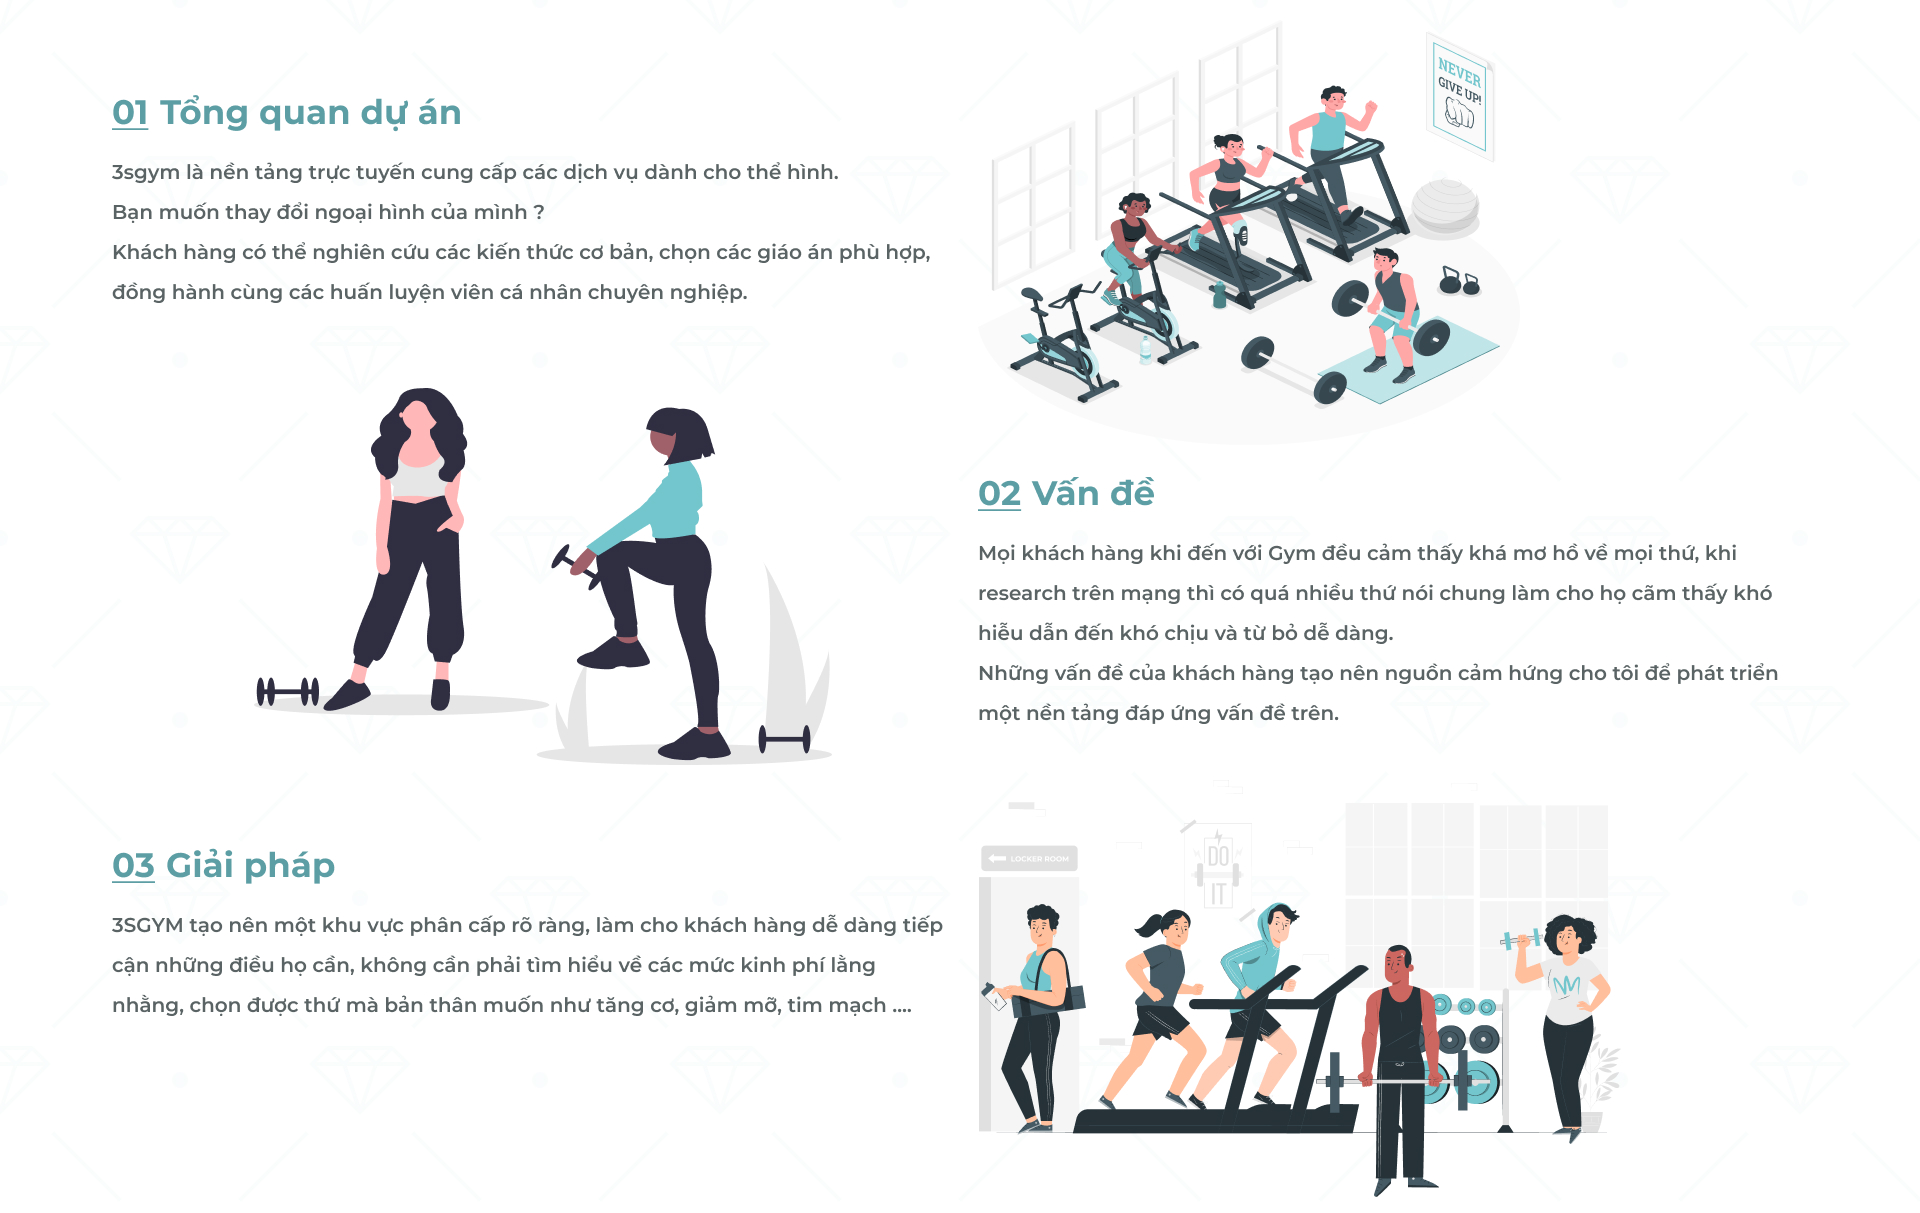 01 Tổng quan dự án
3sgym là nền tảng trực tuyến cung cấp các dịch vụ dành cho thể hình.
Bạn muốn thay đổi ngoại hình của mình ?
Khách hàng có thể nghiên cứu các kiến thức cơ bản, chọn các giáo án phù hợp,
đồng hành cùng các huấn luyện viên cá nhân chuyên nghiệp.
NEVER
GIVE UP!
02 Vấn đề
Mọi khách hàng khi đến với Gym đều cảm thấy khá mơ hồ về mọi thứ, khi
research trên mạng thì có quá nhiều thứ nói chung làm cho họ cãm thấy khó
hiễu dẫn đến khó chịu và từ bỏ dễ dàng.
Những vấn đề của khách hàng tạo nên nguồn cảm hứng cho tôi để phát triển
một nền tảng đáp ứng vấn đề trên.
03 Giải pháp
3SGYM tạo nên một khu vực phân cấp rõ ràng, làm cho khách hàng dễ dàng tiếp
cận những điều họ cần, không cần phải tìm hiểu về các mức kinh phí lằng
nhằng, chọn được thứ mà bản thân muốn như tăng cơ, giảm mỡ, tim mạch ....
LOCKER ROOM
DO
IT